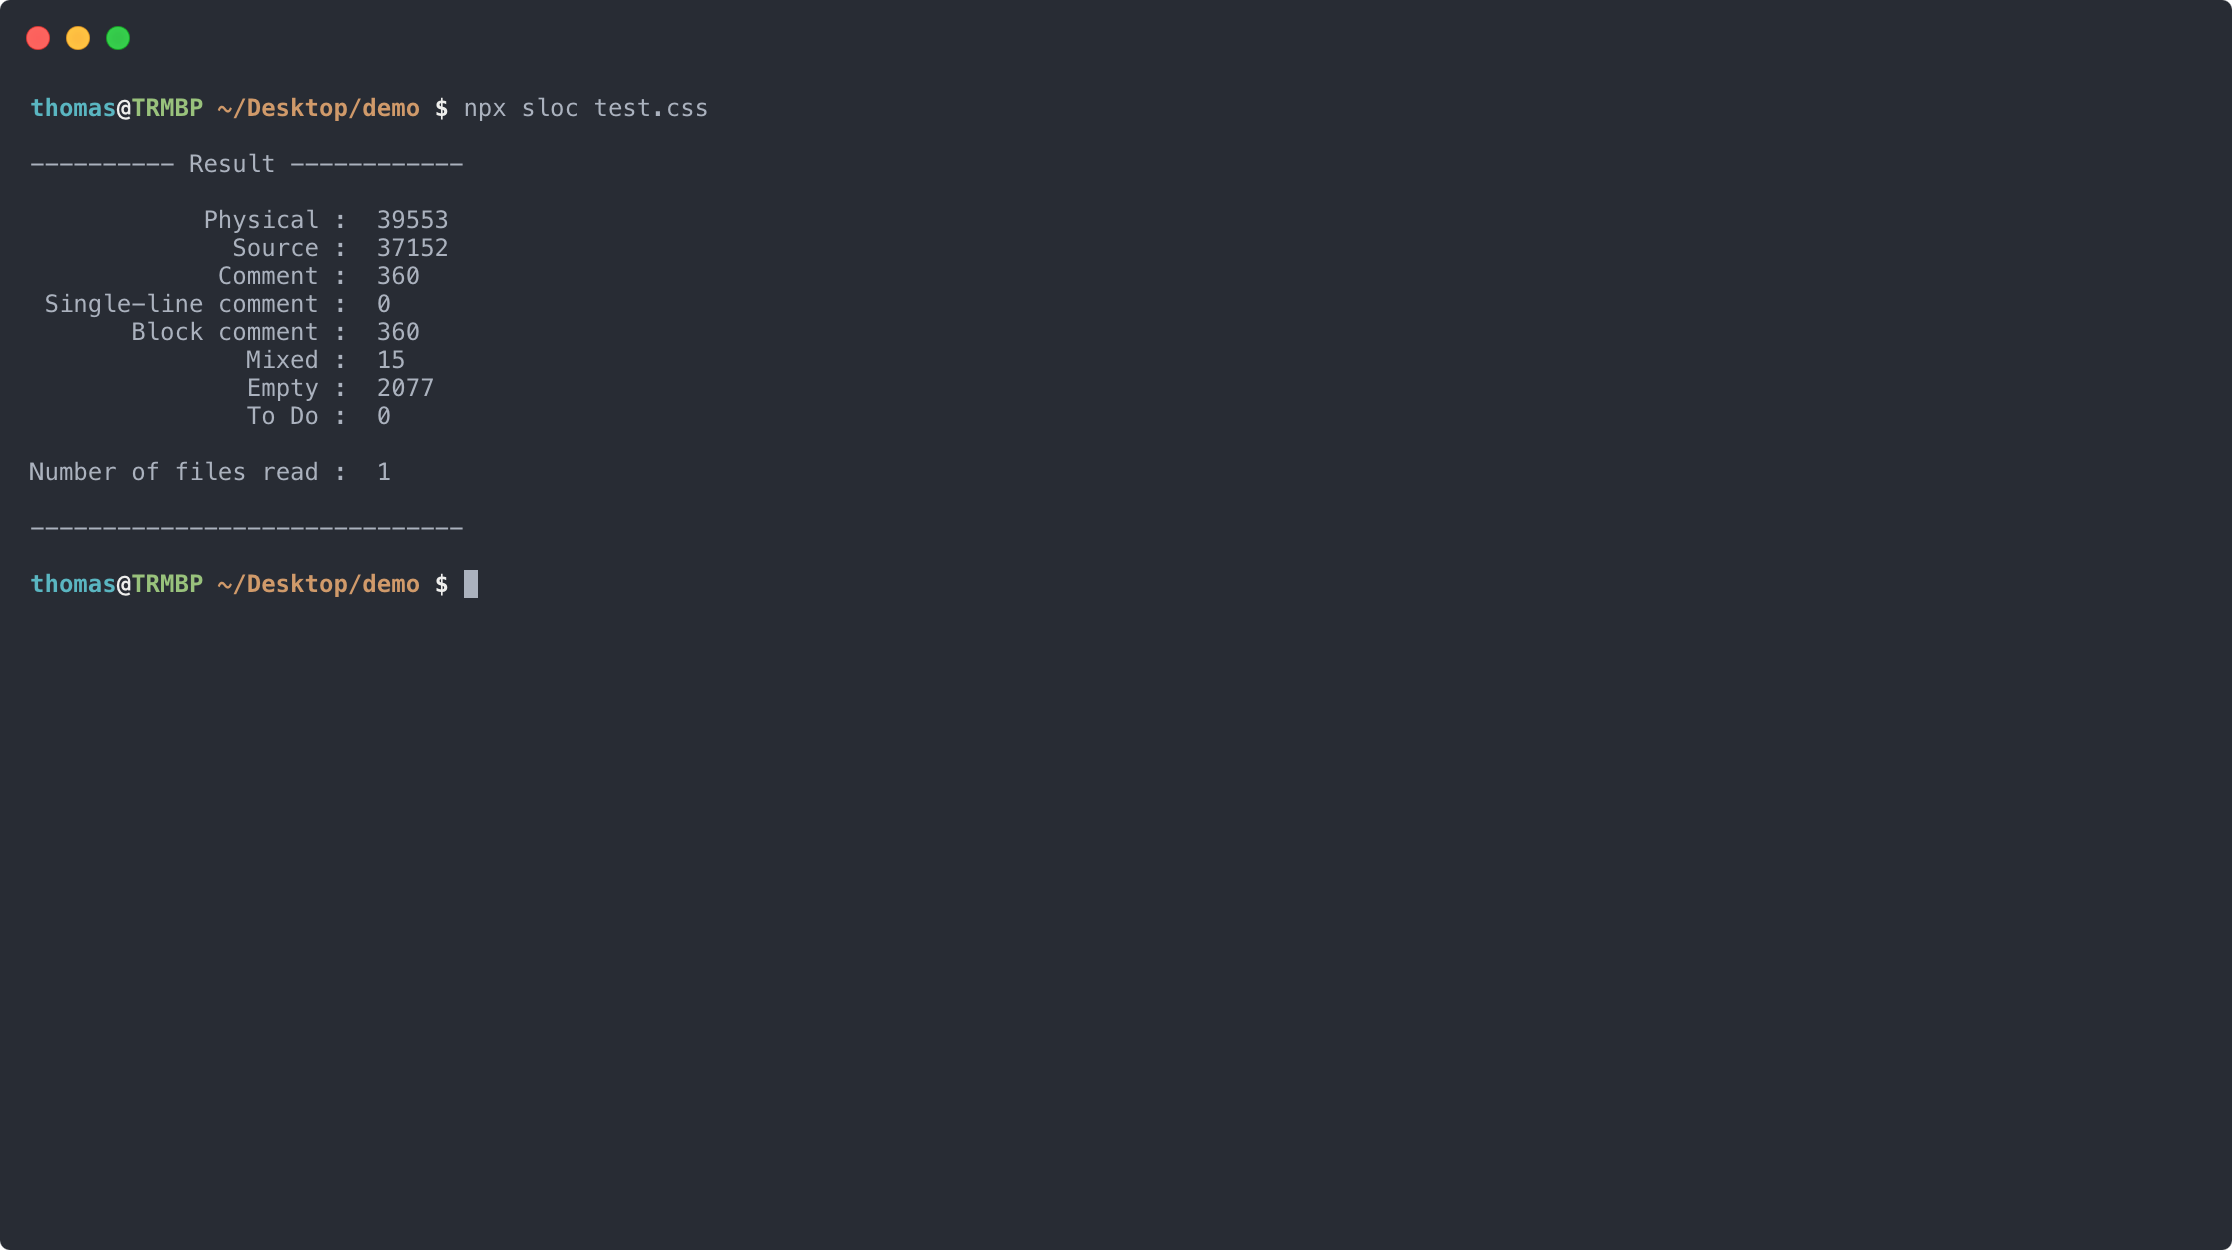 thomas@TRMBP ~/Desktop/demo $ npx sloc test.css
---------- Result ------------
Physical :  39553
Source :  37152
Comment :  360
Single-line comment :  0
Block comment :  360
Mixed :  15
Empty :  2077
To Do :  0
Number of files read :  1
------------------------------
thomas@TRMBP ~/Desktop/demo $